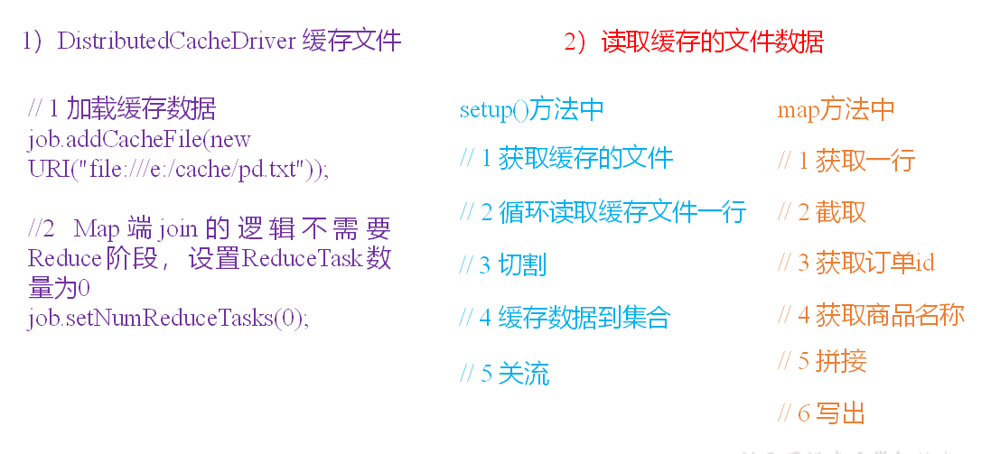 1）DistributedCacheDriver 缓存文件
// 1 加载缓存数据
job.addCacheFile(new
URI("file:///e:/cache/pd.txt"));
//2 Map 端 join 的逻辑不需要
Reduce阶段，设置ReduceTask数
量为0
job.setNumReduceTasks(0);
2）读取缓存的文件数据
setup()方法中
// 1 获取缓存的文件
// 2 循环读取缓存文件一行
// 3 切割
// 4 缓存数据到集合
// 5 关流
map方法中
// 1 获取一行
// 2 截取
// 3 获取订单id
// 4 获取商品名称
// 5 拼接
// 6 写出